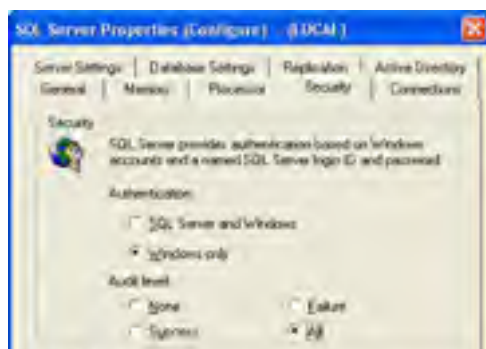 SQL Server Properties (Configure) - (LOCAL)
Server Settings | Database Settings | Replication | Active Directory
General | Memory | Processor | Security | Connections
Security
SQL Server provides authentication based on Windows
accounts and a named SQL Server login ID and password.
Authentication:
SQL Server and Windows
Windows only
Audit level:
None
Failure
Success
All